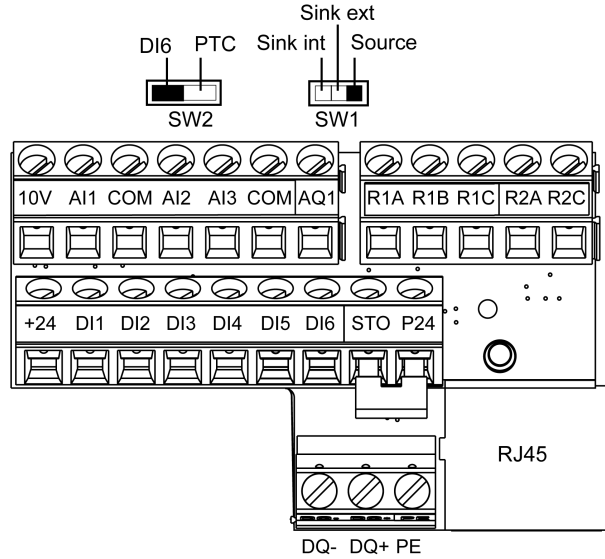 Sink ext
DI6 PTC Sink int Source
SW2 SW1
10V AI1 COM AI2 AI3 COM AQ1 R1A R1B R1C R2A R2C
+24 DI1 DI2 DI3 DI4 DI5 DI6 STO P24
RJ45
DQ- DQ+ PE